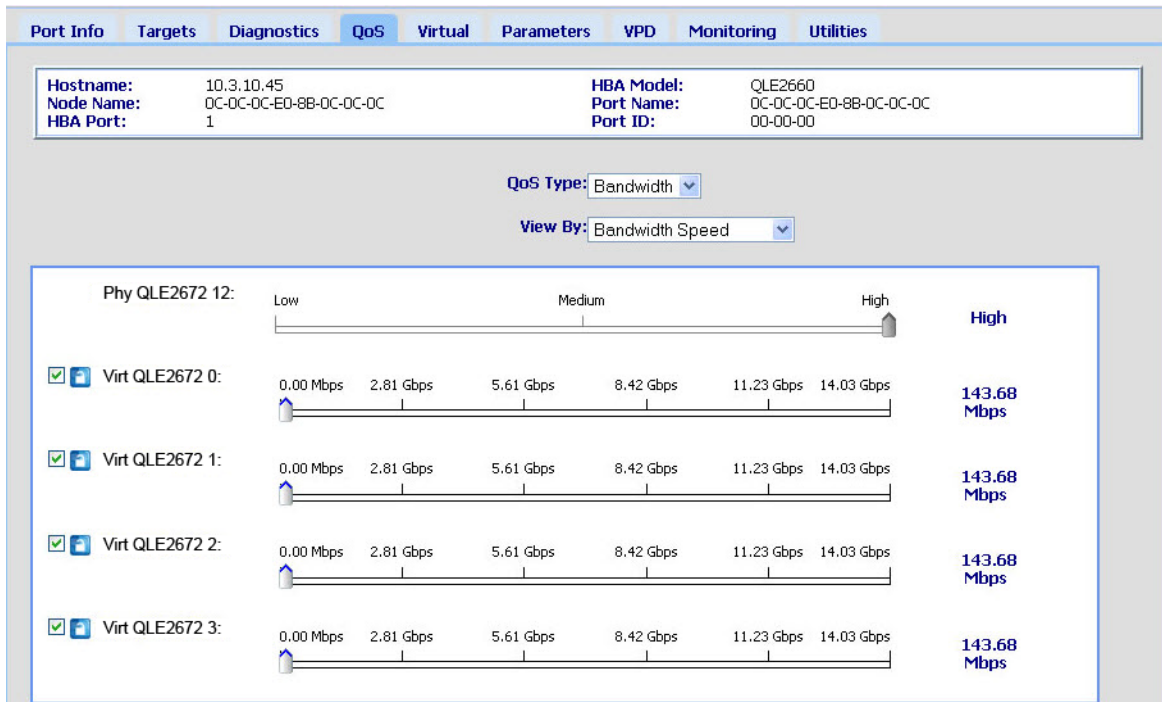 Port Info Targets Diagnostics QoS Virtual Parameters VPD Monitoring Utilities
Hostname: 10.3.10.45 HBA Model: QLE2660
Node Name: 0C-0C-0C-E0-8B-0C-0C-0C Port Name: 0C-0C-0C-E0-8B-0C-0C-0C
HBA Port: 1 Port ID: 00-00-00
QoS Type: Bandwidth
View By: Bandwidth Speed
Phy QLE2672 12: Low Medium High High
Virt QLE2672 0: 0.00 Mbps 2.81 Gbps 5.61 Gbps 8.42 Gbps 11.23 Gbps 14.03 Gbps 143.68
Mbps
Virt QLE2672 1: 0.00 Mbps 2.81 Gbps 5.61 Gbps 8.42 Gbps 11.23 Gbps 14.03 Gbps 143.68
Mbps
Virt QLE2672 2: 0.00 Mbps 2.81 Gbps 5.61 Gbps 8.42 Gbps 11.23 Gbps 14.03 Gbps 143.68
Mbps
Virt QLE2672 3: 0.00 Mbps 2.81 Gbps 5.61 Gbps 8.42 Gbps 11.23 Gbps 14.03 Gbps 143.68
Mbps